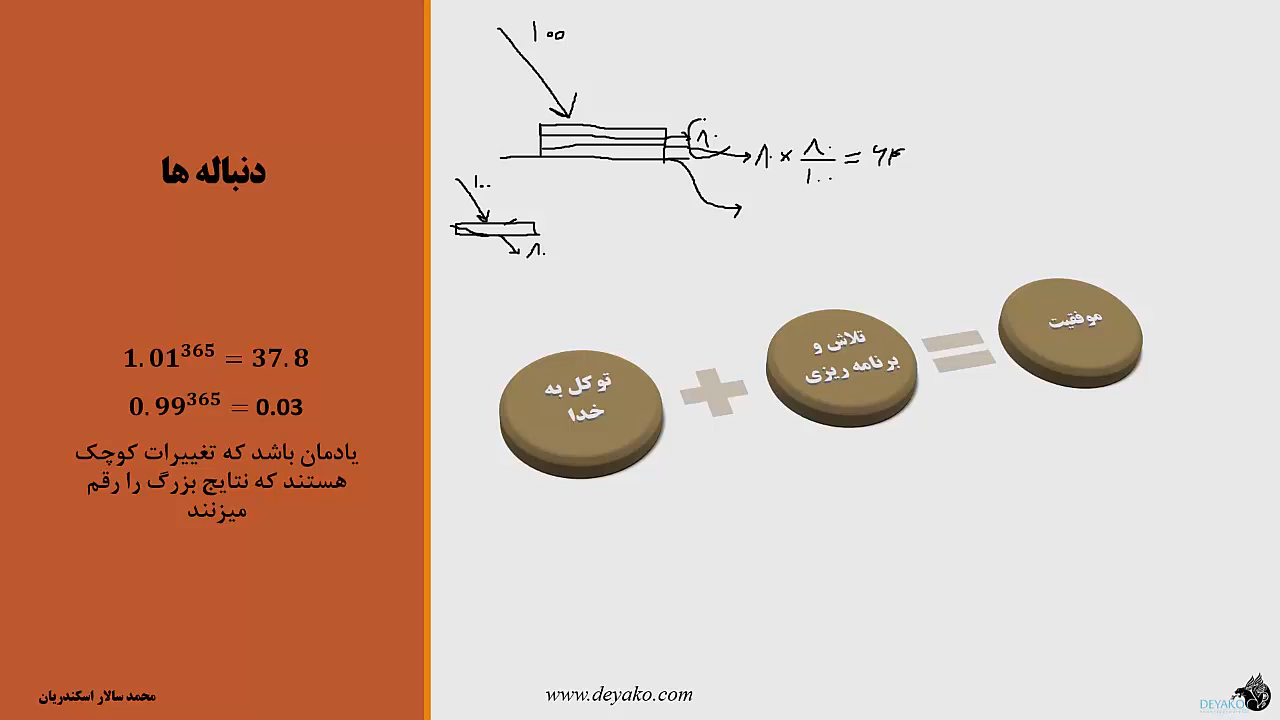 دنباله ها
1.01^365 = 37.8
0.99^365 = 0.03
یادمان باشد که تغییرات کوچک
هستند که نتایج بزرگ را رقم
میزنند
محمد سالار اسکندریان
۱۰۰
۸۰
۸۰ × ۸۰/۱۰۰ = ۶۴
۱۰۰
۸۰
توکل به
خدا
+
تلاش و
برنامه ریزی
=
موفقیت
www.deyako.com
DEYAKO